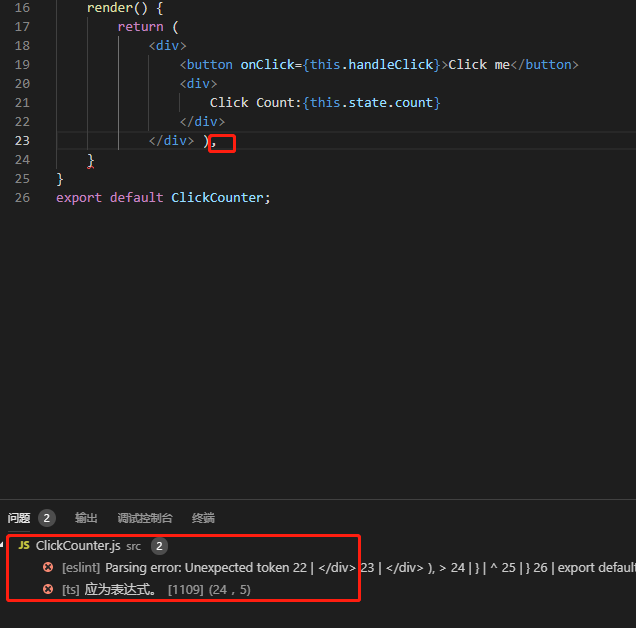 16 render() {
17 return (
18 <div>
19 <button onClick={this.handleClick}>Click me</button>
20 <div>
21 Click Count:{this.state.count}
22 </div>
23 </div> ),
24 }
25 }
26 export default ClickCounter;
问题 2 输出 调试控制台 终端
JS ClickCounter.js src 2
[eslint] Parsing error: Unexpected token 22 | </div> 23 | </div> ), > 24 | } | ^ 25 | } 26 | export default
[ts] 应为表达式。 [1109] (24 , 5)